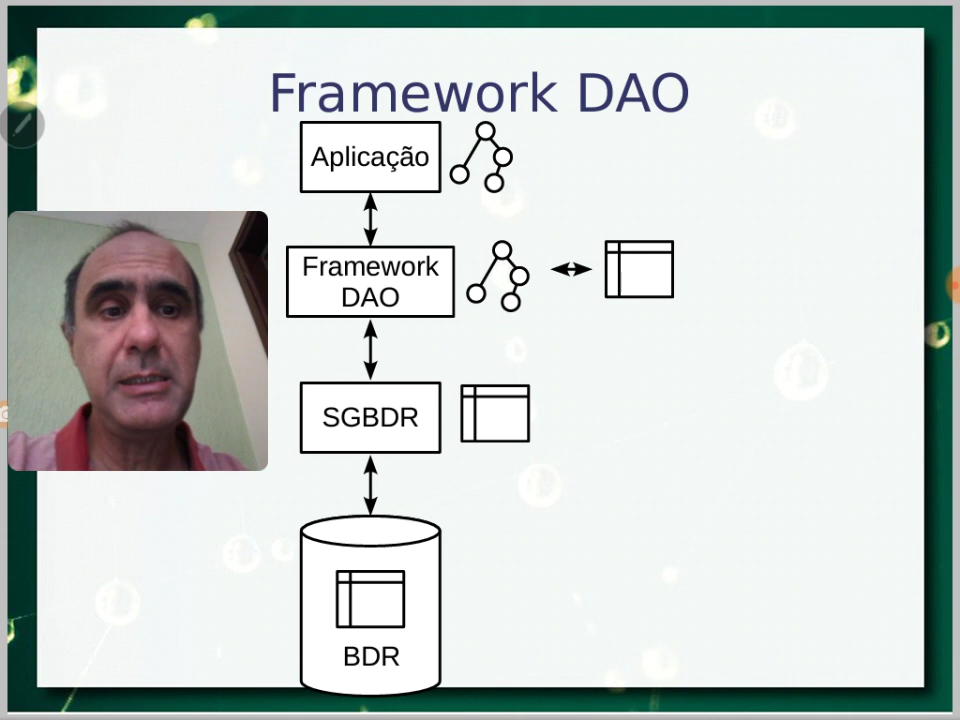 Framework DAO
Aplicação
Framework
DAO
SGBDR
BDR